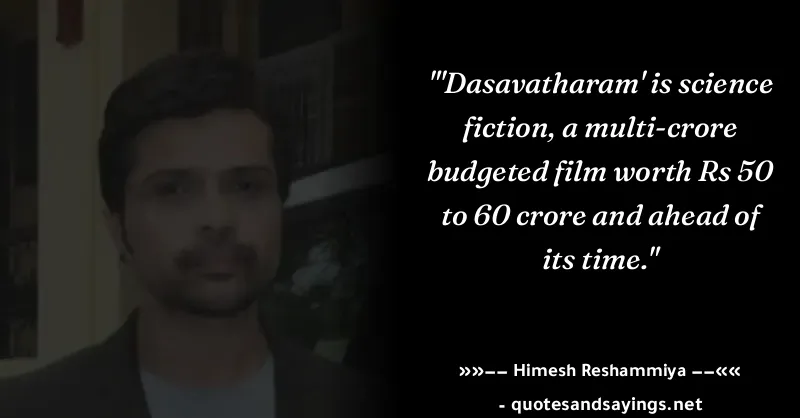 "'Dasavatharam' is science
fiction, a multi-crore
budgeted film worth Rs 50
to 60 crore and ahead of
its time."
»»−− Himesh Reshammiya −−««
- quotesandsayings.net